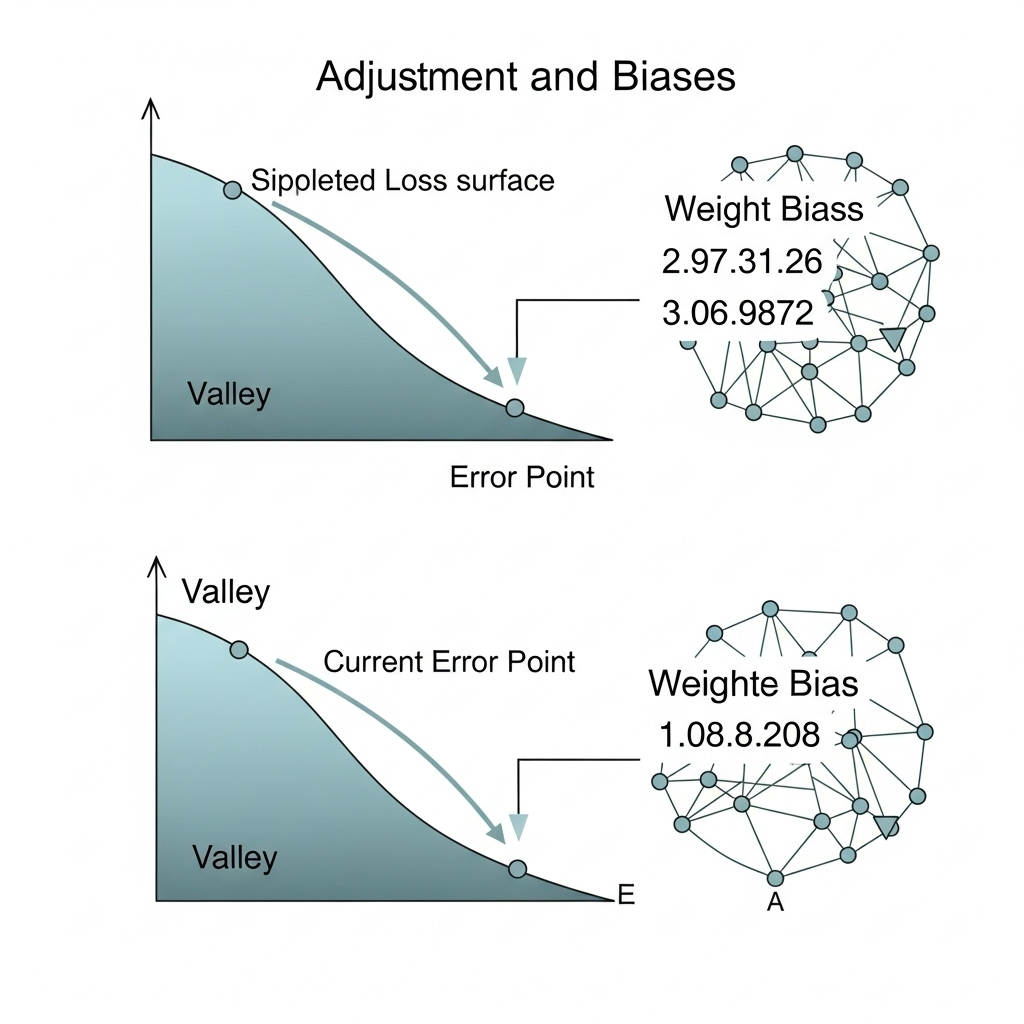 Adjustment and Biases
Sippleted Loss surface
Weight Biass
2.97.31.26
3.06.9872
Valley
Error Point
Valley
Current Error Point
Weighte Bias
1.08.8.208
Valley
E
A